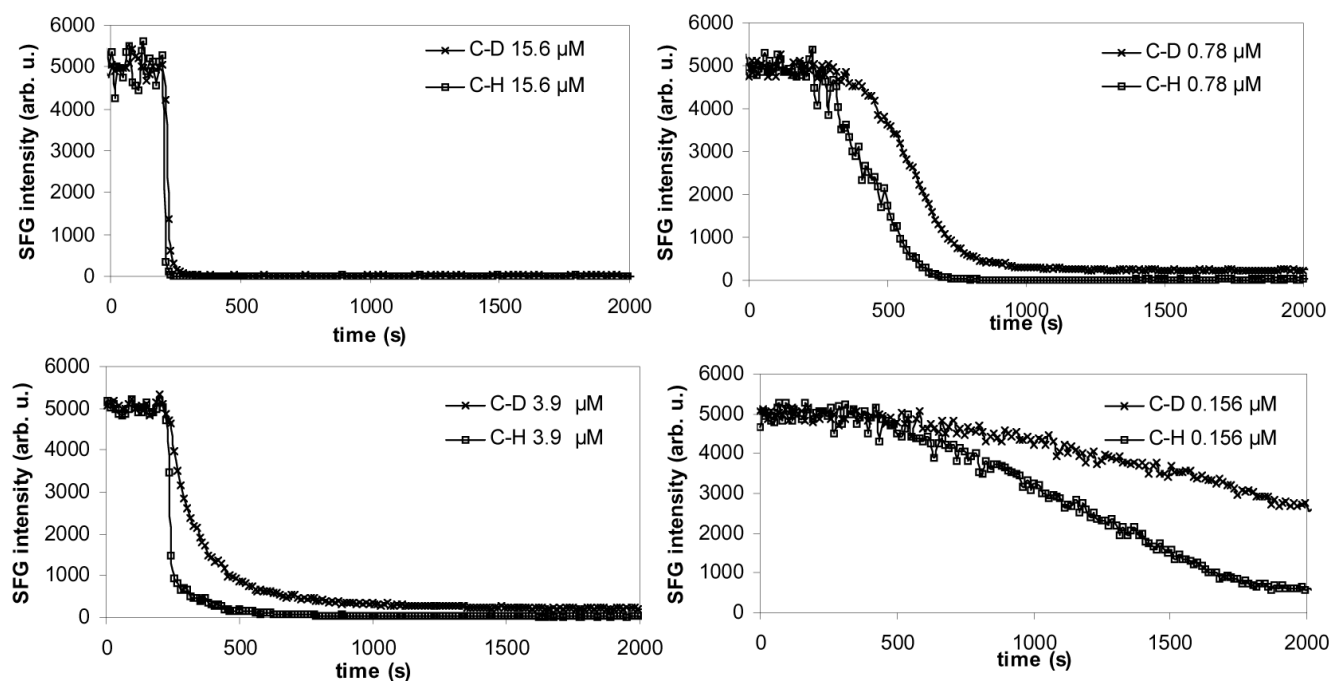 SFG intensity (arb. u.)
6000
5000
4000
3000
2000
1000
0
C-D 15.6 µM
C-H 15.6 µM
0 500 1000 1500 2000
time (s)
SFG intensity (arb. u.)
6000
5000
4000
3000
2000
1000
0
C-D 0.78 µM
C-H 0.78 µM
0 500 1000 1500 2000
time (s)
SFG intensity (arb. u.)
6000
5000
4000
3000
2000
1000
0
C-D 3.9 µM
C-H 3.9 µM
0 500 1000 1500 2000
time (s)
SFG intensity (arb. u.)
6000
5000
4000
3000
2000
1000
0
C-D 0.156 µM
C-H 0.156 µM
0 500 1000 1500 2000
time (s)